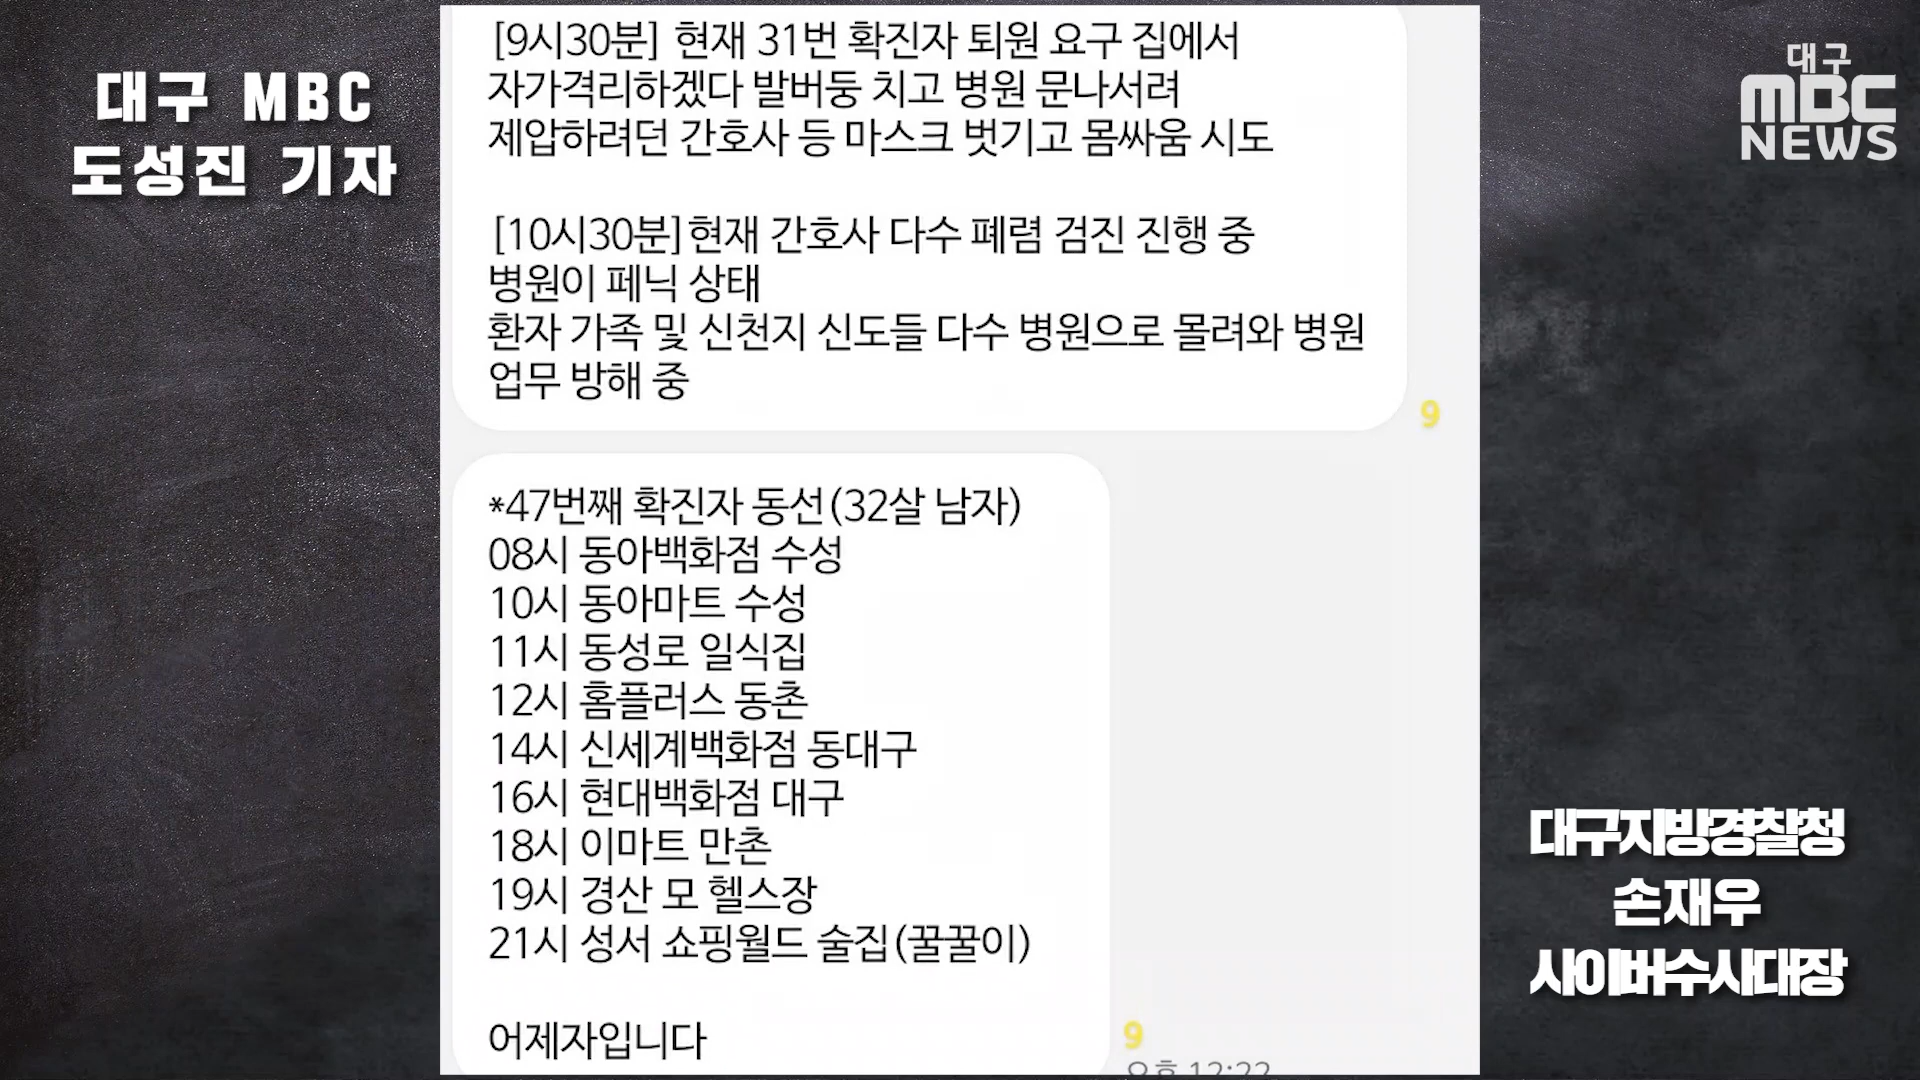 대구 MBC
도성진 기자
[9시30분] 현재 31번 확진자 퇴원 요구 집에서
자가격리하겠다 발버둥 치고 병원 문나서려
제압하려던 간호사 등 마스크 벗기고 몸싸움 시도
[10시30분]현재 간호사 다수 폐렴 검진 진행 중
병원이 페닉 상태
환자 가족 및 신천지 신도들 다수 병원으로 몰려와 병원
업무 방해 중
9
*47번째 확진자 동선(32살 남자)
08시 동아백화점 수성
10시 동아마트 수성
11시 동성로 일식집
12시 홈플러스 동촌
14시 신세계백화점 동대구
16시 현대백화점 대구
18시 이마트 만촌
19시 경산 모 헬스장
21시 성서 쇼핑월드 술집(꿀꿀이)
어제자입니다
9
오후 12:22
대구
MBC
NEWS
대구지방경찰청
손재우
사이버수사대장